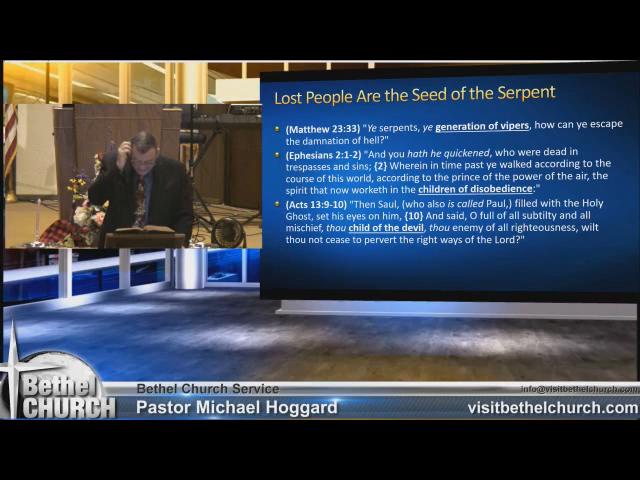 Lost People Are the Seed of the Serpent
(Matthew 23:33) "Ye serpents, ye generation of vipers, how can ye escape
the damnation of hell?"
(Ephesians 2:1-2) "And you hath he quickened, who were dead in
trespasses and sins; {2} Wherein in time past ye walked according to the
course of this world, according to the prince of the power of the air, the
spirit that now worketh in the children of disobedience:"
(Acts 13:9-10) "Then Saul, (who also is called Paul,) filled with the Holy
Ghost, set his eyes on him, {10} And said, O full of all subtilty and all
mischief, thou child of the devil, thou enemy of all righteousness, wilt
thou not cease to pervert the right ways of the Lord?"
Bethel
CHURCH
Bethel Church Service
info@visitbethelchurch.com
Pastor Michael Hoggard
visitbethelchurch.com